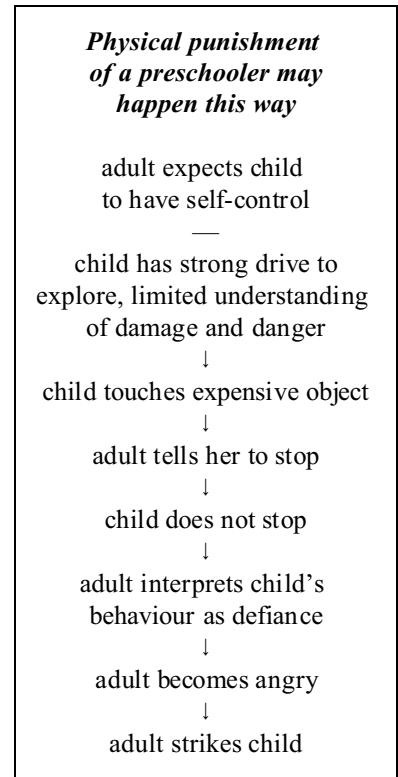 Physical punishment
of a preschooler may
happen this way
adult expects child
to have self-control
—
child has strong drive to
explore, limited understanding
of damage and danger
↓
child touches expensive object
↓
adult tells her to stop
↓
child does not stop
↓
adult interprets child’s
behaviour as defiance
↓
adult becomes angry
↓
adult strikes child